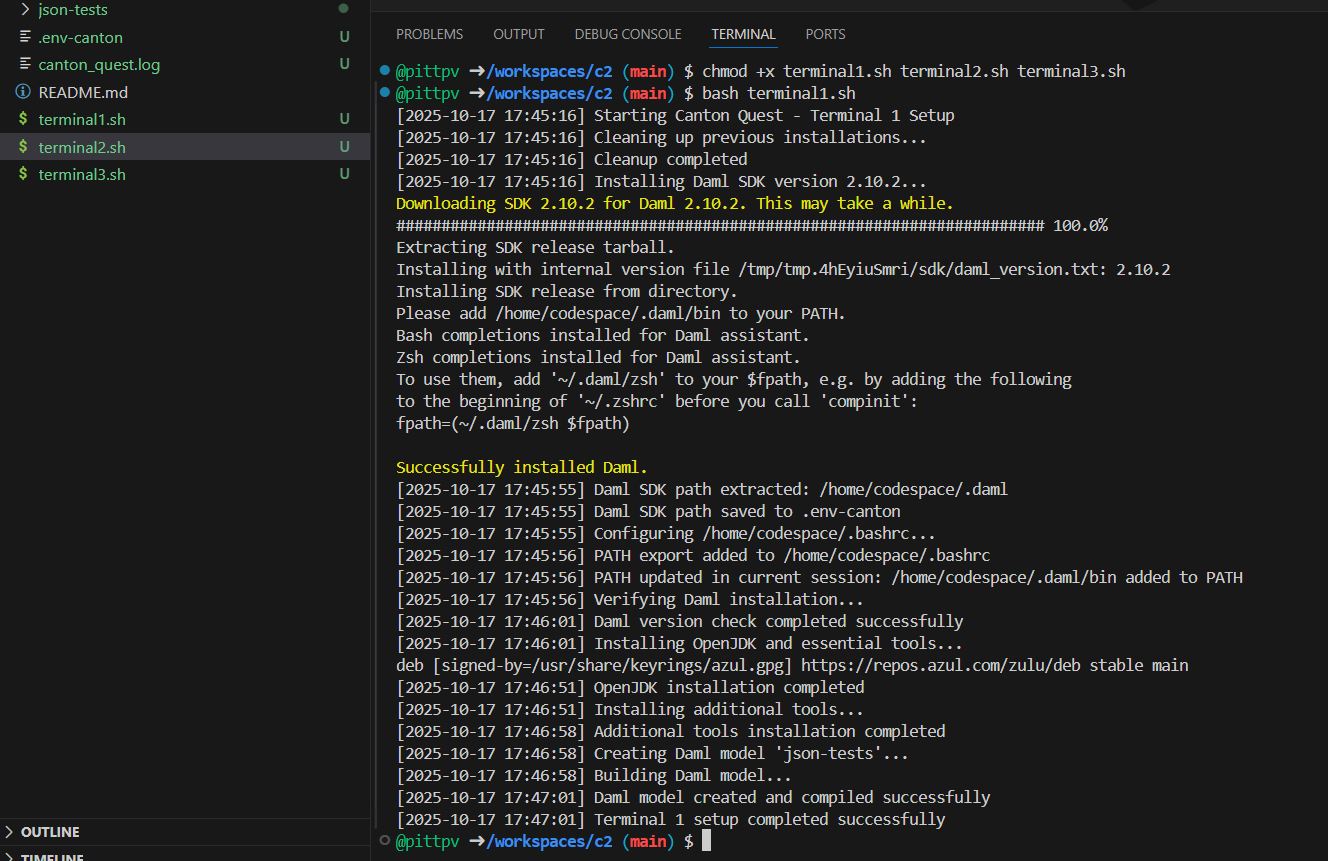 json-tests
.env-canton U
canton_quest.log U
README.md
terminal1.sh U
terminal2.sh U
terminal3.sh U
OUTLINE
TIMELINE
PROBLEMS OUTPUT DEBUG CONSOLE TERMINAL PORTS
@pittpv ➜/workspaces/c2 (main) $ chmod +x terminal1.sh terminal2.sh terminal3.sh
@pittpv ➜/workspaces/c2 (main) $ bash terminal1.sh
[2025-10-17 17:45:16] Starting Canton Quest - Terminal 1 Setup
[2025-10-17 17:45:16] Cleaning up previous installations...
[2025-10-17 17:45:16] Cleanup completed
[2025-10-17 17:45:16] Installing Daml SDK version 2.10.2...
Downloading SDK 2.10.2 for Daml 2.10.2. This may take a while.
######################################################################## 100.0%
Extracting SDK release tarball.
Installing with internal version file /tmp/tmp.4hEyiuSmri/sdk/daml_version.txt: 2.10.2
Installing SDK release from directory.
Please add /home/codespace/.daml/bin to your PATH.
Bash completions installed for Daml assistant.
Zsh completions installed for Daml assistant.
To use them, add '~/.daml/zsh' to your $fpath, e.g. by adding the following
to the beginning of '~/.zshrc' before you call 'compinit':
fpath=(~/.daml/zsh $fpath)
Successfully installed Daml.
[2025-10-17 17:45:55] Daml SDK path extracted: /home/codespace/.daml
[2025-10-17 17:45:55] Daml SDK path saved to .env-canton
[2025-10-17 17:45:55] Configuring /home/codespace/.bashrc...
[2025-10-17 17:45:56] PATH export added to /home/codespace/.bashrc
[2025-10-17 17:45:56] PATH updated in current session: /home/codespace/.daml/bin added to PATH
[2025-10-17 17:45:56] Verifying Daml installation...
[2025-10-17 17:46:01] Daml version check completed successfully
[2025-10-17 17:46:01] Installing OpenJDK and essential tools...
deb [signed-by=/usr/share/keyrings/azul.gpg] https://repos.azul.com/zulu/deb stable main
[2025-10-17 17:46:51] OpenJDK installation completed
[2025-10-17 17:46:51] Installing additional tools...
[2025-10-17 17:46:58] Additional tools installation completed
[2025-10-17 17:46:58] Creating Daml model 'json-tests'...
[2025-10-17 17:46:58] Building Daml model...
[2025-10-17 17:47:01] Daml model created and compiled successfully
[2025-10-17 17:47:01] Terminal 1 setup completed successfully
@pittpv ➜/workspaces/c2 (main) $